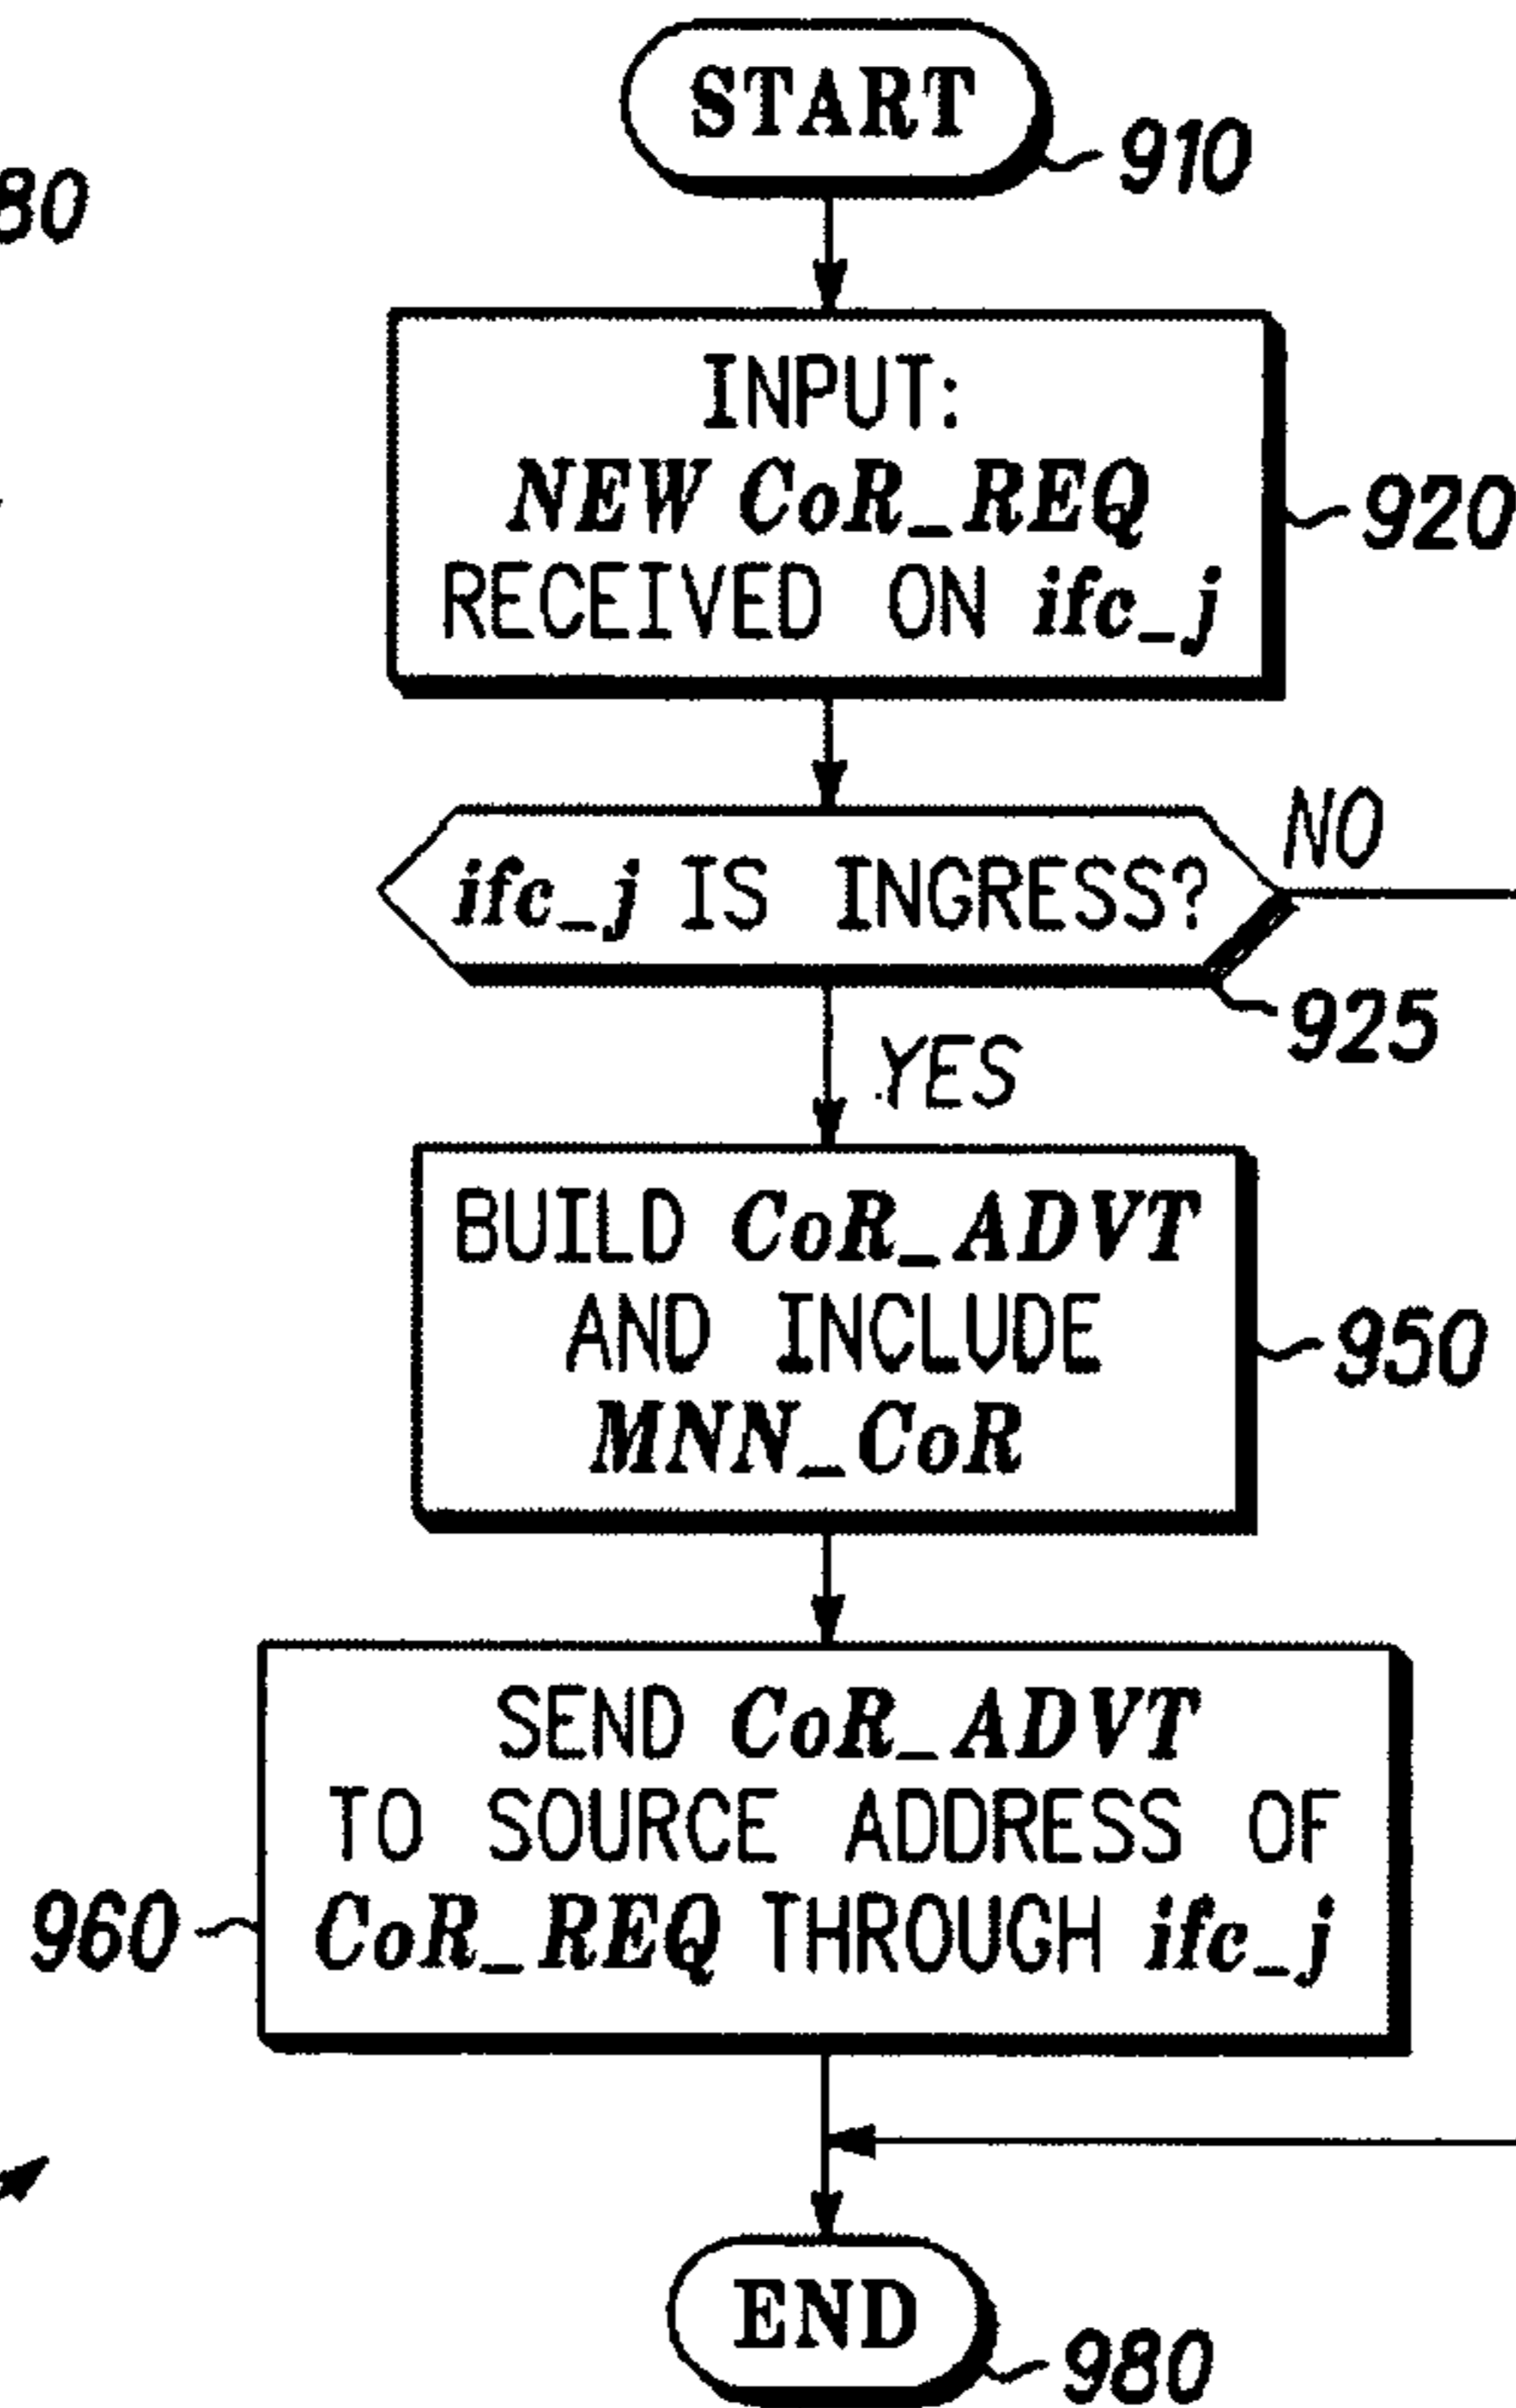 START
910
80
INPUT:
NEW CoR_REQ
RECEIVED ON ifc_j
920
ifc_j IS INGRESS?
NO
925
YES
BUILD CoR_ADVT
AND INCLUDE
MNN_CoR
950
SEND CoR_ADVT
TO SOURCE ADDRESS OF
CoR_REQ THROUGH ifc_j
960
END
980